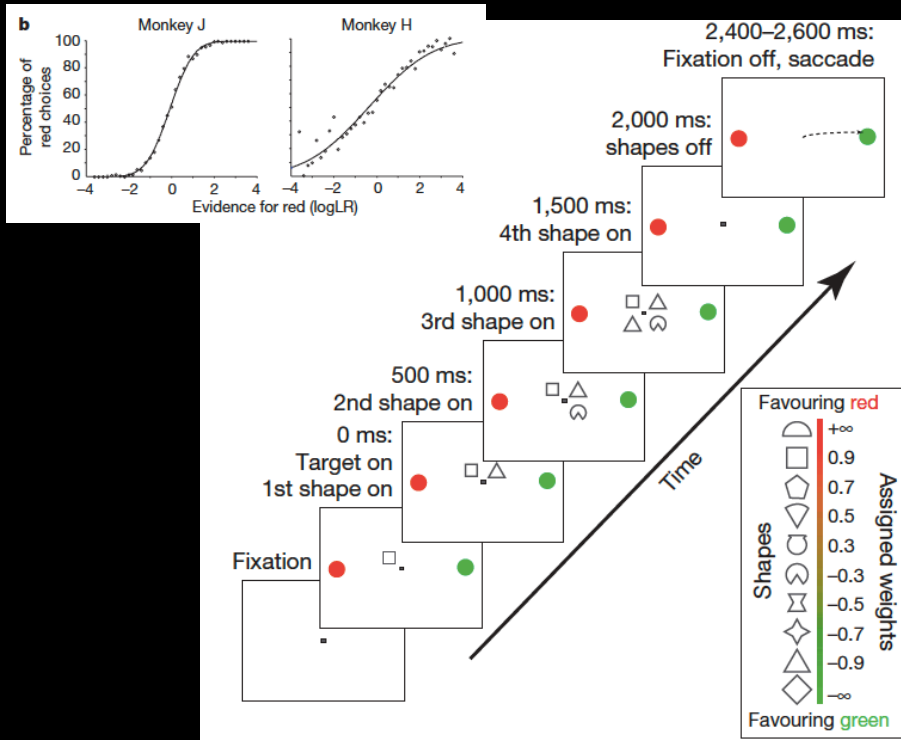 b
Monkey J
Monkey H
Percentage of
red choices
100
80
60
40
20
0
–4 –2 0 2 4
–4 –2 0 2 4
Evidence for red (logLR)
2,400–2,600 ms:
Fixation off, saccade
2,000 ms:
shapes off
1,500 ms:
4th shape on
1,000 ms:
3rd shape on
500 ms:
2nd shape on
0 ms:
Target on
1st shape on
Fixation
Time
Favouring red
+∞
0.9
0.7
0.5
0.3
–0.3
–0.5
–0.7
–0.9
–∞
Shapes
Assigned weights
Favouring green